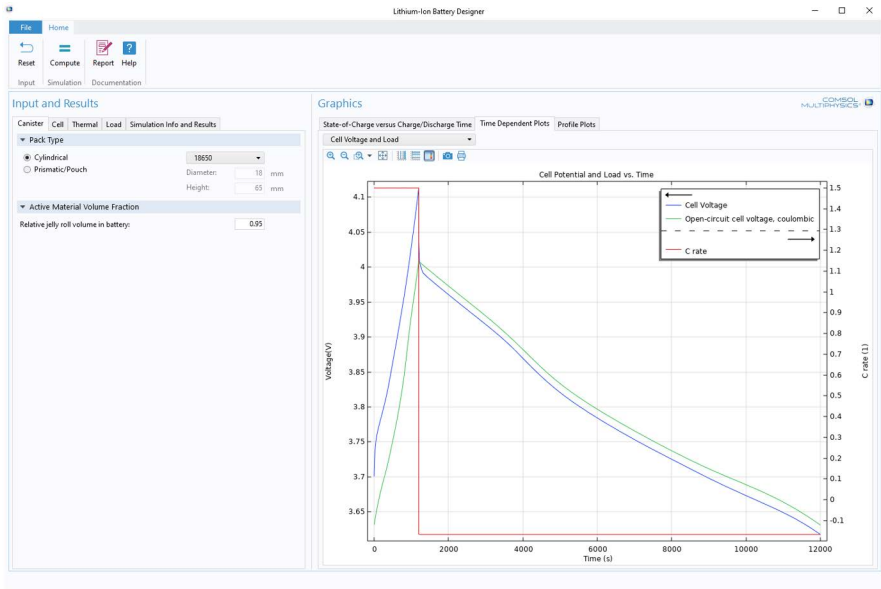 Lithium-Ion Battery Designer
File Home
Reset Compute Report Help
Input Simulation Documentation
Input and Results
Canister Cell Thermal Load Simulation Info and Results
Pack Type
Cylindrical 18650
Prismatic/Pouch Diameter: 18 mm
Height: 65 mm
Active Material Volume Fraction
Relative jelly roll volume in battery: 0.95
Graphics
COMSOL
MULTIPHYSICS
State-of-Charge versus Charge/Discharge Time Time Dependent Plots Profile Plots
Cell Voltage and Load
Cell Potential and Load vs. Time
Cell Voltage
Open-circuit cell voltage, coulombic
C rate
4.1
4.05
4
3.95
3.9
3.85
3.8
3.75
3.7
3.65
Voltage(V)
1.5
1.4
1.3
1.2
1.1
1
0.9
0.8
0.7
0.6
0.5
0.4
0.3
0.2
0.1
0
-0.1
C rate (1)
0 2000 4000 6000 8000 10000 12000
Time (s)